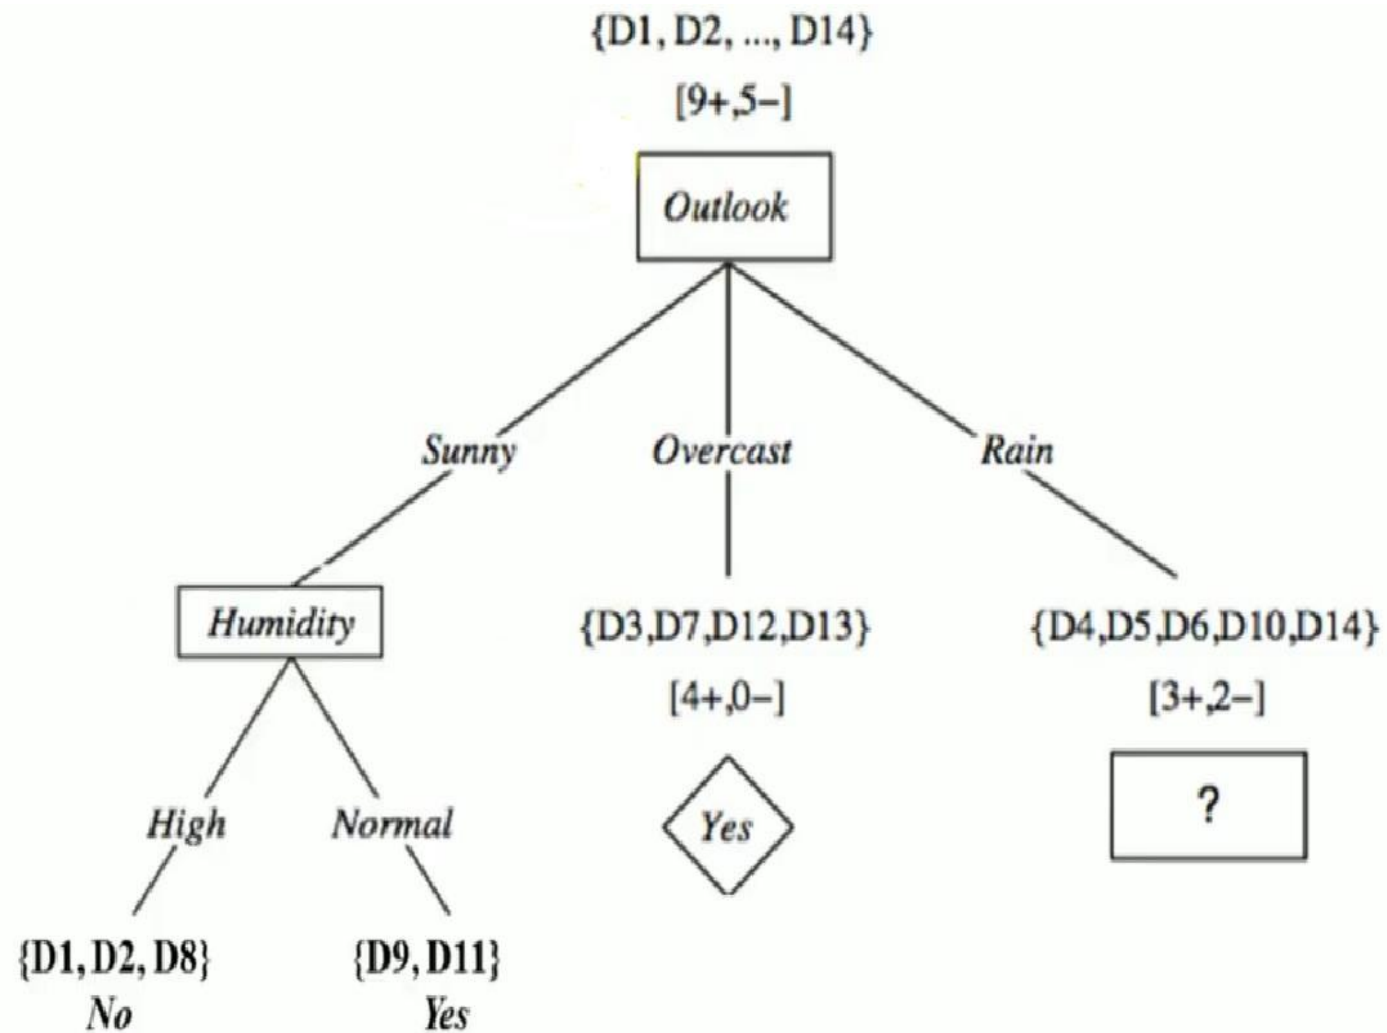 {D1, D2, ..., D14}
[9+,5−]
Outlook
Sunny
Overcast
Rain
Humidity
{D3,D7,D12,D13}
{D4,D5,D6,D10,D14}
[4+,0−]
[3+,2−]
High
Normal
Yes
?
{D1, D2, D8}
{D9, D11}
No
Yes